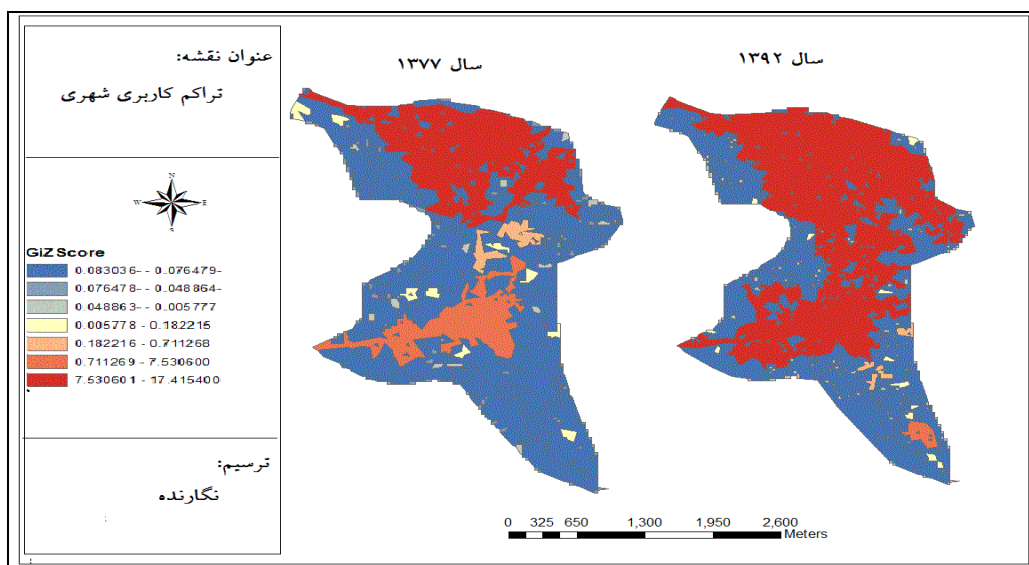 عنوان نقشه:
تراکم کاربری شهری
N
W E
S
GiZScore
0.083036- - 0.076479-
0.076478- - 0.048864-
0.048863- - 0.005777
0.005778 - 0.182215
0.182216 - 0.711268
0.711269 - 7.530600
7.530601 - 17.415400
ترسیم:
نگارنده
سال ۱۳۷۷
سال ۱۳۹۲
0 325 650 1,300 1,950 2,600
Meters